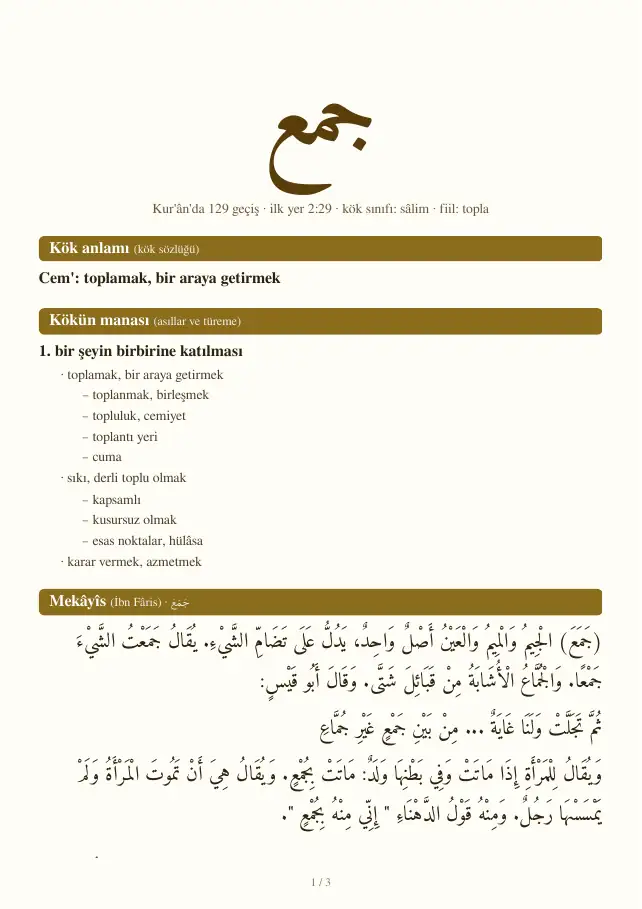 جمع
Kur'ân'da 129 geçiş · ilk yer 2:29 · kök sınıfı: sâlim · fiil: topla
Kök anlamı (kök sözlüğü)
Cem': toplamak, bir araya getirmek
Kökün manası (asıllar ve türeme)
1. bir şeyin birbirine katılması
· toplamak, bir araya getirmek
– toplanmak, birleşmek
– topluluk, cemiyet
– toplantı yeri
– cuma
· sıkı, derli toplu olmak
– kapsamlı
– kusursuz olmak
– esas noktalar, hülâsa
· karar vermek, azmetmek
Mekâyîs (İbn Fâris) · جَمَعَ
(جَمَعَ) الْجِيمُ وَالْمِيمُ وَالْعَيْنُ أَصْلٌ وَاحِدٌ، يَدُلُّ عَلَى تَضَامِّ الشَّيْءِ. يُقَالُ جَمَعْتُ الشَّيْءَ
جَمْعًا. وَالْجُمَّاعُ الْأُشَابَةُ مِنْ قَبَائِلَ شَتَّى. وَقَالَ أَبُو قَيْسٍ:
ثُمَّ تَجَلَّتْ وَلَنَا غَايَةٌ ... مِنْ بَيْنِ جَمْعٍ غَيْرِ جُمَّاعِ
وَيُقَالُ لِلْمَرْأَةِ إِذَا مَاتَتْ وَفِي بَطْنِهَا وَلَدٌ: مَاتَتْ بِجُمْعٍ. وَيُقَالُ هِيَ أَنْ تَمُوتَ الْمَرْأَةُ وَلَمْ
يَمْسَسْهَا رَجُلٌ. وَمِنْهُ قَوْلُ الدَّهْنَاءِ " إِنِّي مِنْهُ بِجُمْعٍ ".
1 / 3